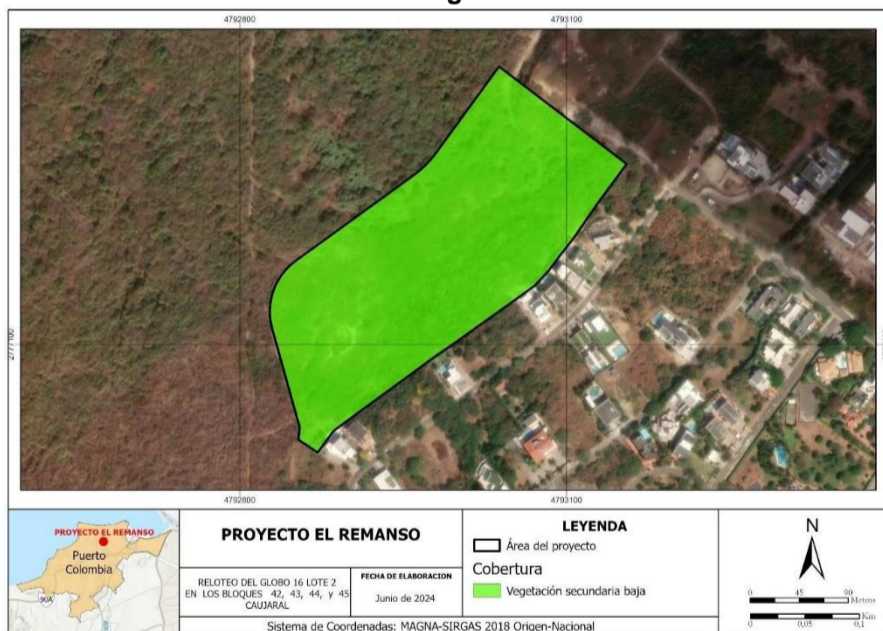 4792800
4793100
2777100
2777100
4792800
4793100
PROYECTO EL REMANSO
Puerto
Colombia
90A
PROYECTO EL REMANSO
RELOTEO DEL GLOBO 16 LOTE 2
EN LOS BLOQUES 42, 43, 44, y 45
CAUJARAL
FECHA DE ELABORACION
Junio de 2024
LEYENDA
Área del proyecto
Cobertura
Vegetación secundaria baja
N
0 45 90
Metros
0 0,05 0,1
Km
Sistema de Coordenadas: MAGNA-SIRGAS 2018 Origen-Nacional